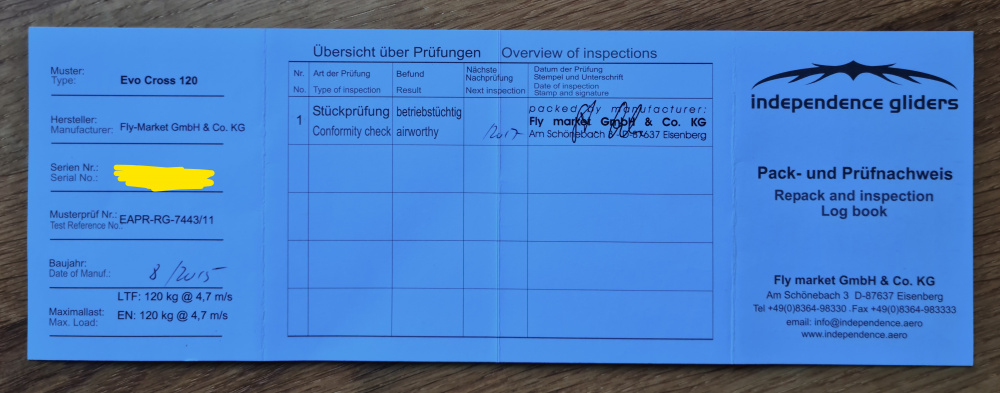 Muster:
Type:
Evo Cross 120
Hersteller:
Manufacturer: Fly-Market GmbH & Co. KG
Serien Nr.:
Serial No.:
Musterprüf Nr.:
Test Reference No.: EAPR-RG-7443/11
Baujahr:
Date of Manuf.: 8/2015
LTF: 120 kg @ 4,7 m/s
Maximallast:
Max. Load:
EN: 120 kg @ 4,7 m/s
Übersicht über Prüfungen Overview of inspections
Nr. Art der Prüfung Befund Nächste Nachprüfung Datum der Prüfung Stempel und Unterschrift
No. Type of inspection Result Next inspection Date of inspection Stamp and signature
1 Stückprüfung betriebstüchtig packed by manufacturer:
Fly market GmbH & Co. KG
Conformity check airworthy 2017 Am Schönebach 3 D-87637 Eisenberg
independence gliders
Pack- und Prüfnachweis
Repack and inspection
Log book
Fly market GmbH & Co. KG
Am Schönebach 3 D-87637 Eisenberg
Tel +49(0)8364-98330 Fax +49(0)8364-983333
email: info@independence.aero
www.independence.aero